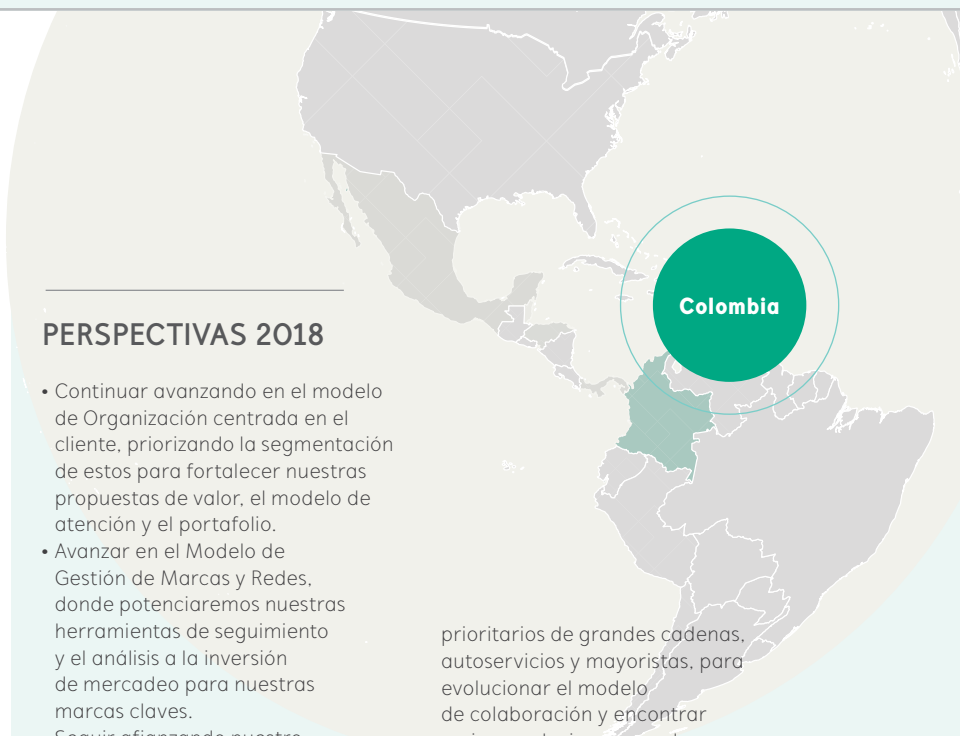 Colombia
PERSPECTIVAS 2018
• Continuar avanzando en el modelo
de Organización centrada en el
cliente, priorizando la segmentación
de estos para fortalecer nuestras
propuestas de valor, el modelo de
atención y el portafolio.
• Avanzar en el Modelo de
Gestión de Marcas y Redes,
donde potenciaremos nuestras
herramientas de seguimiento
y el análisis a la inversión
de mercadeo para nuestras
marcas claves.
Seguir afianzando nuestro
prioritarios de grandes cadenas,
autoservicios y mayoristas, para
evolucionar el modelo
de colaboración y encontrar